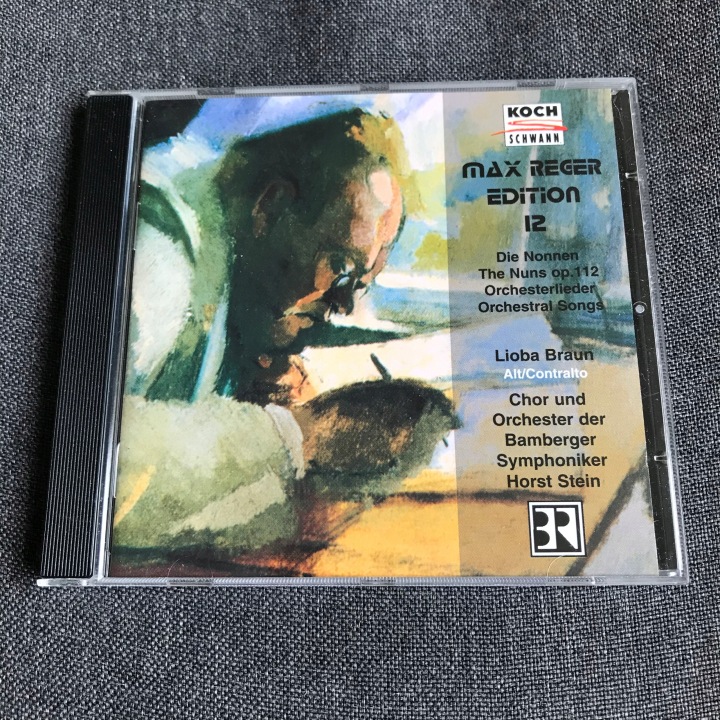 KOCH
SCHWANN
MAX REGER
EDITION
12
Die Nonnen
The Nuns op.112
Orchesterlieder
Orchestral Songs
Lioba Braun
Alt/Contralto
Chor und
Orchester der
Bamberger
Symphoniker
Horst Stein
BR